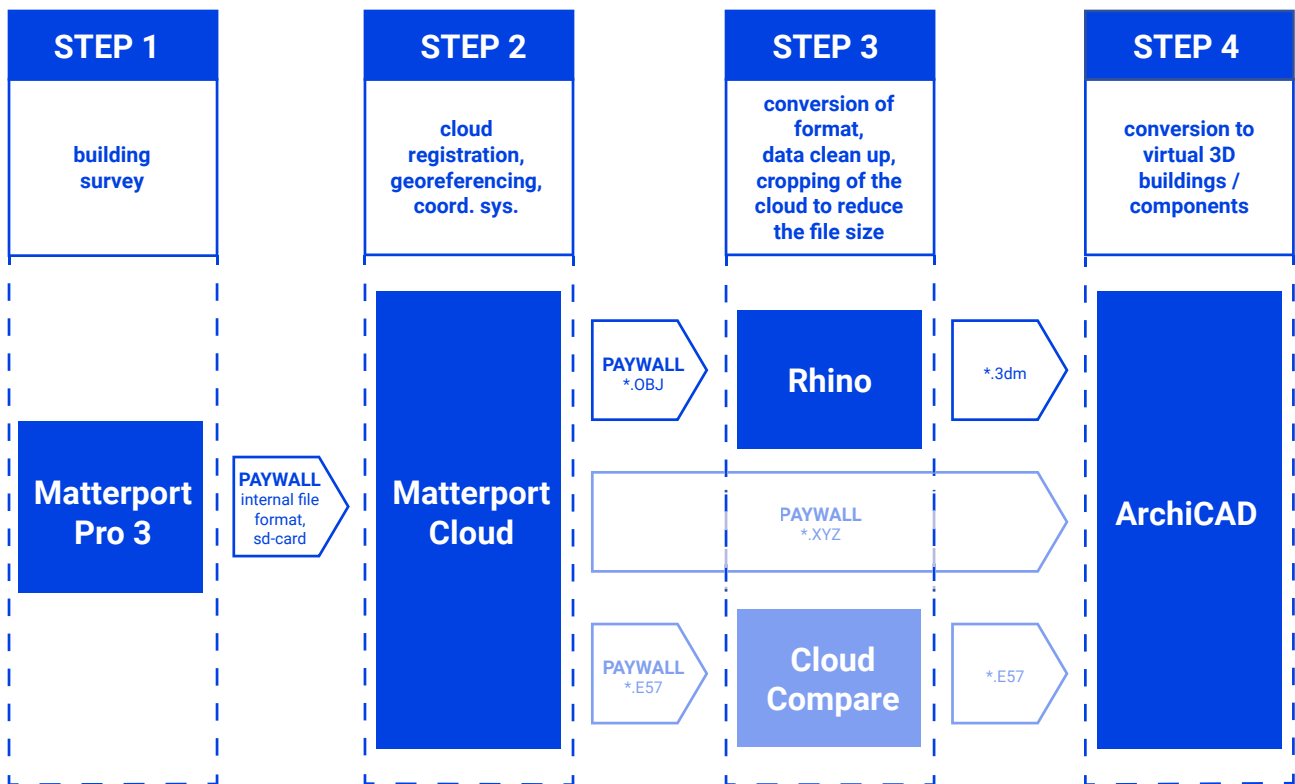 STEP 1
building
survey
STEP 2
cloud
registration,
georeferencing,
coord. sys.
STEP 3
conversion of
format,
data clean up,
cropping of the
cloud to reduce
the file size
STEP 4
conversion to
virtual 3D
buildings /
components
Matterport
Pro 3
PAYWALL
internal file
format,
sd-card
Matterport
Cloud
PAYWALL
*.OBJ
Rhino
*.3dm
PAYWALL
*.XYZ
PAYWALL
*.E57
Cloud
Compare
*.E57
ArchiCAD